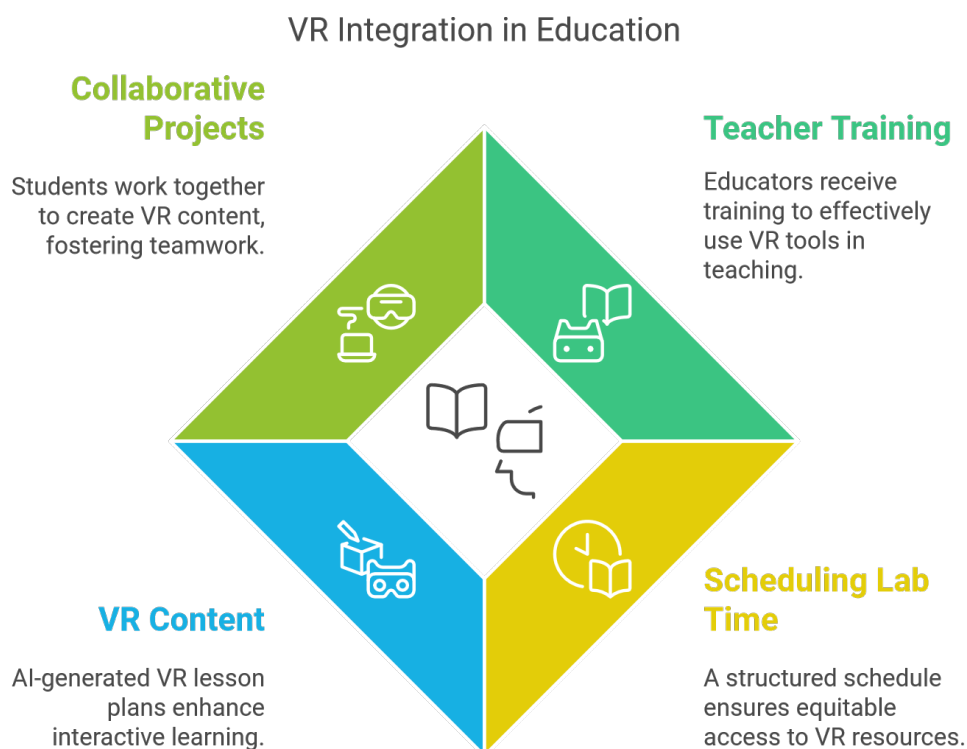 VR Integration in Education
Collaborative
Projects
Students work together
to create VR content,
fostering teamwork.
Teacher Training
Educators receive
training to effectively
use VR tools in
teaching.
VR Content
AI-generated VR lesson
plans enhance
interactive learning.
Scheduling Lab
Time
A structured schedule
ensures equitable
access to VR resources.